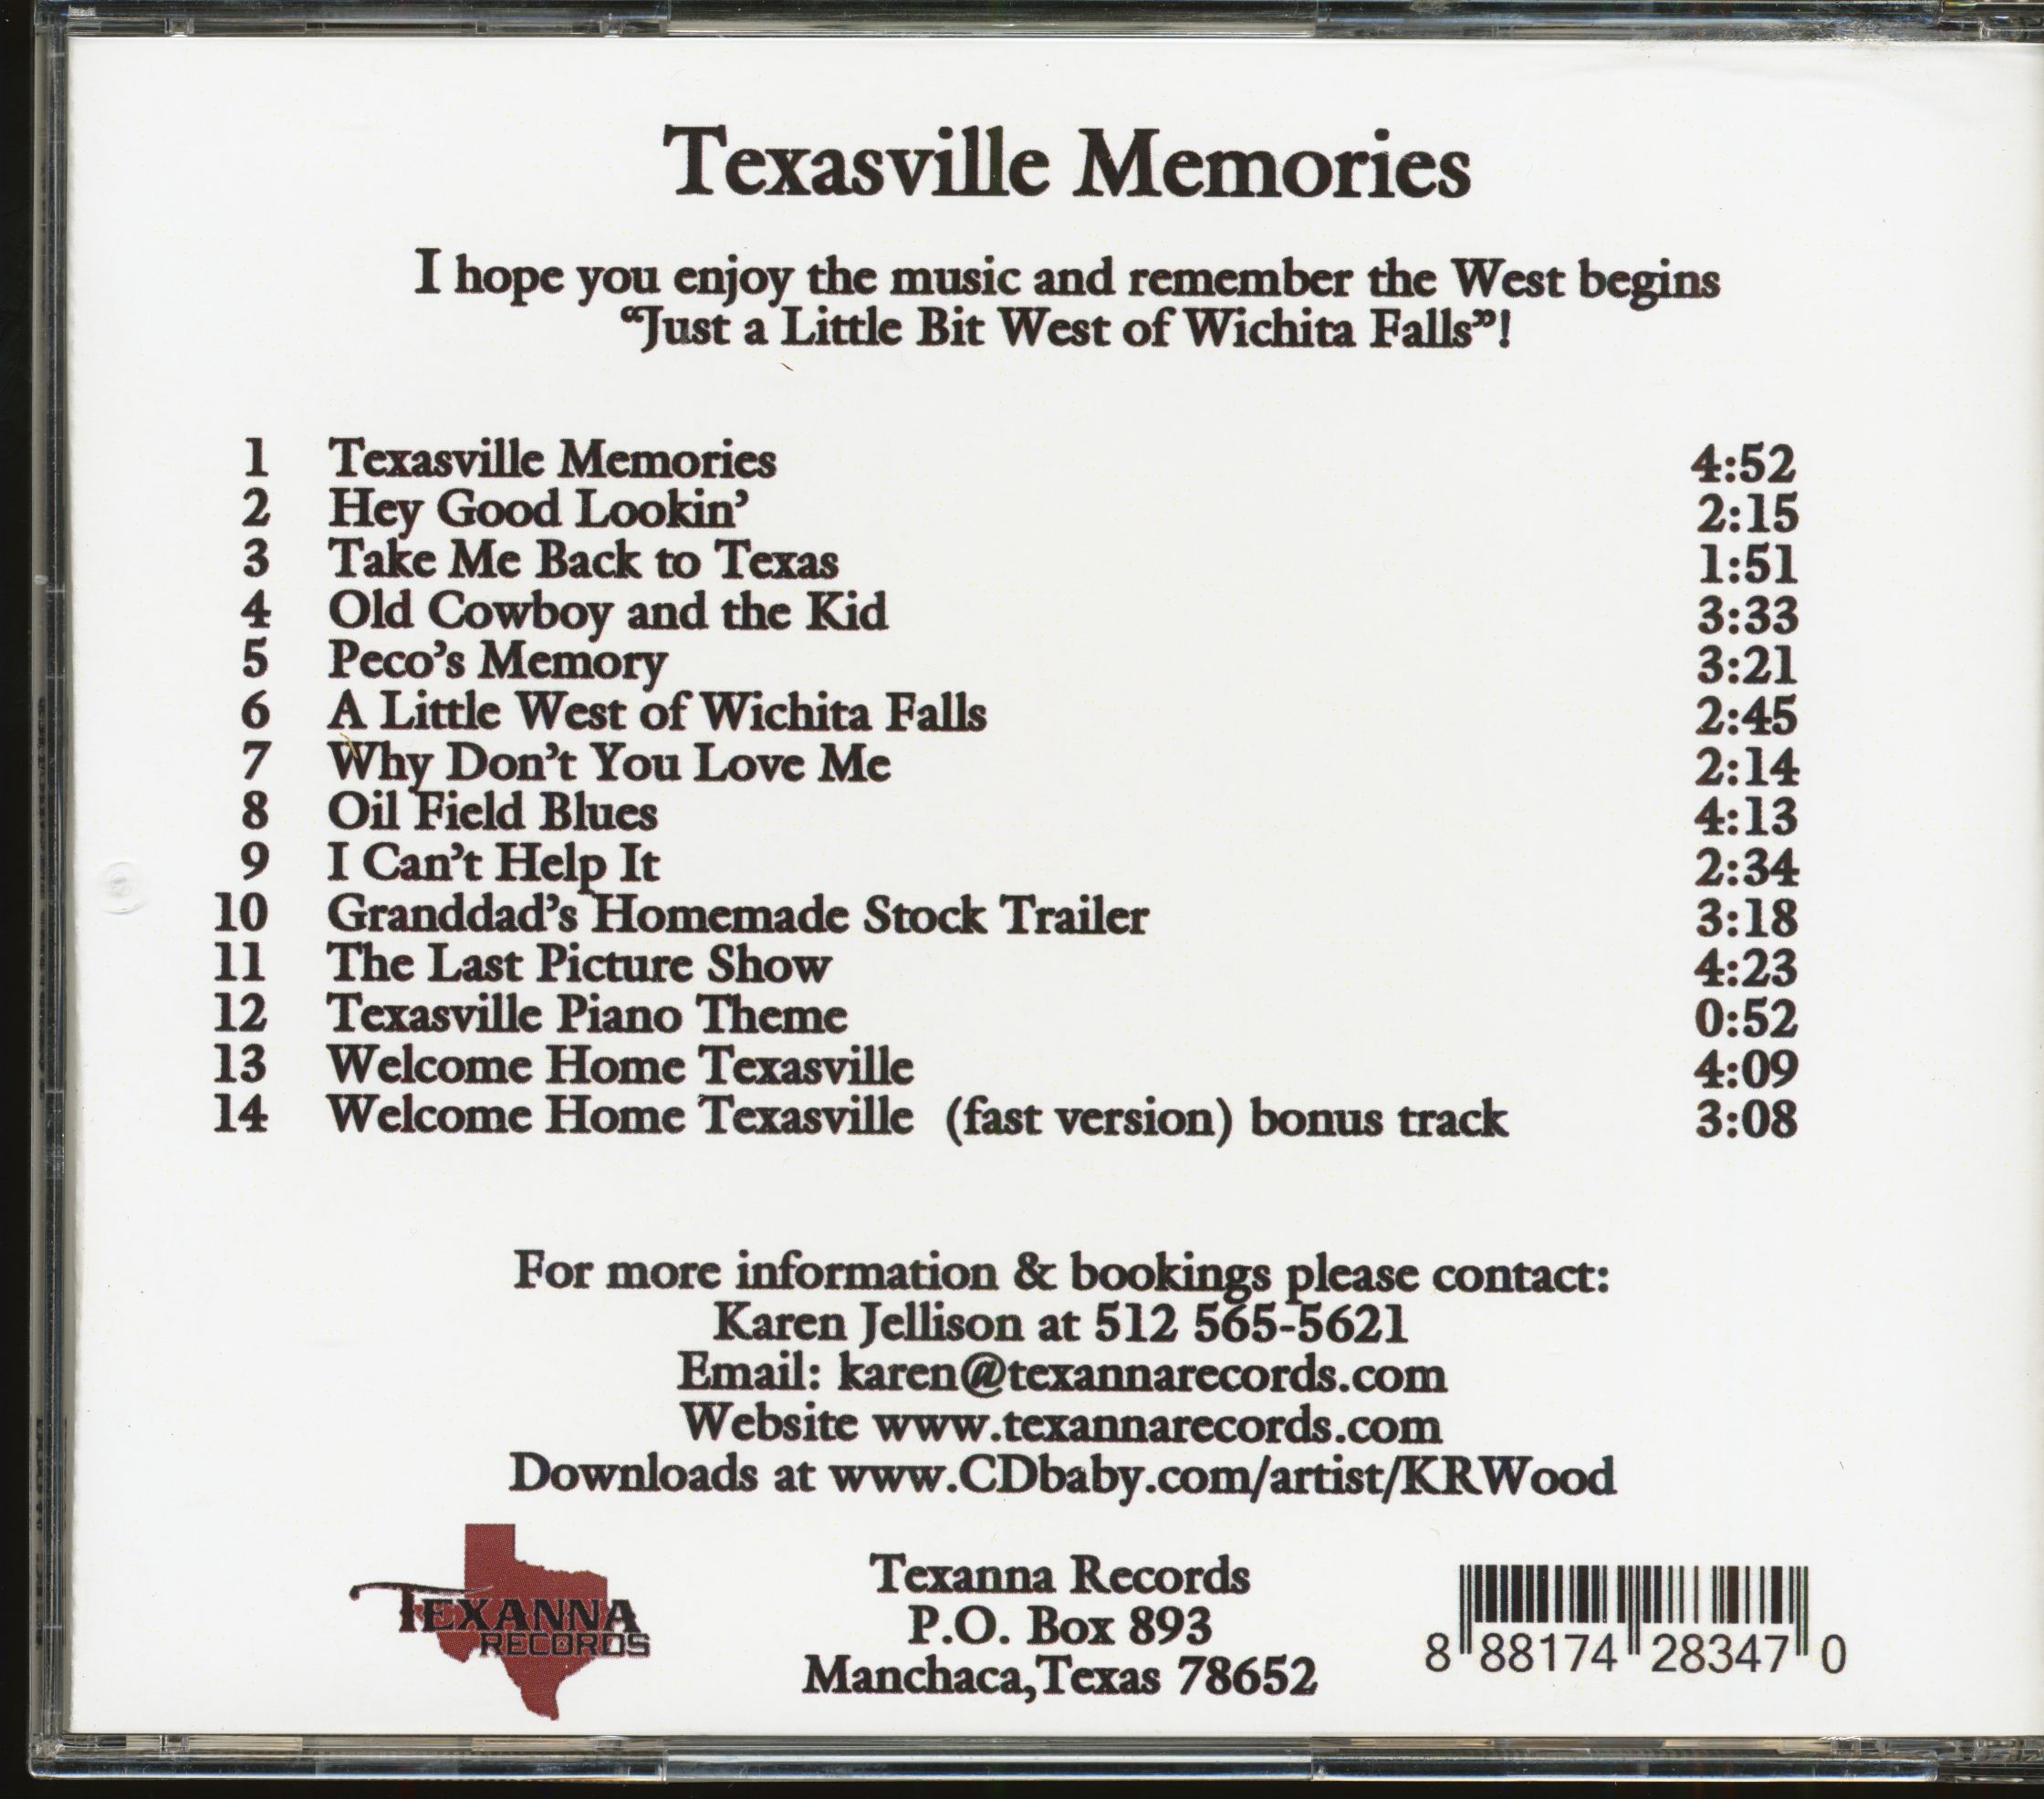 Texasville Memories
I hope you enjoy the music and remember the West begins
“Just a Little Bit West of Wichita Falls”!
1 Texasville Memories 4:52
2 Hey Good Lookin’ 2:15
3 Take Me Back to Texas 1:51
4 Old Cowboy and the Kid 3:33
5 Peco’s Memory 3:21
6 A Little West of Wichita Falls 2:45
7 Why Don’t You Love Me 2:14
8 Oil Field Blues 4:13
9 I Can’t Help It 2:34
10 Granddad’s Homemade Stock Trailer 3:18
11 The Last Picture Show 4:23
12 Texasville Piano Theme 0:52
13 Welcome Home Texasville 4:09
14 Welcome Home Texasville (fast version) bonus track 3:08
For more information & bookings please contact:
Karen Jellison at 512 565-5621
Email: karen@texannarecords.com
Website www.texannarecords.com
Downloads at www.CDbaby.com/artist/KRWood
TEXANNA
RECORDS
Texanna Records
P.O. Box 893
Manchaca,Texas 78652
8 88174 28347 0